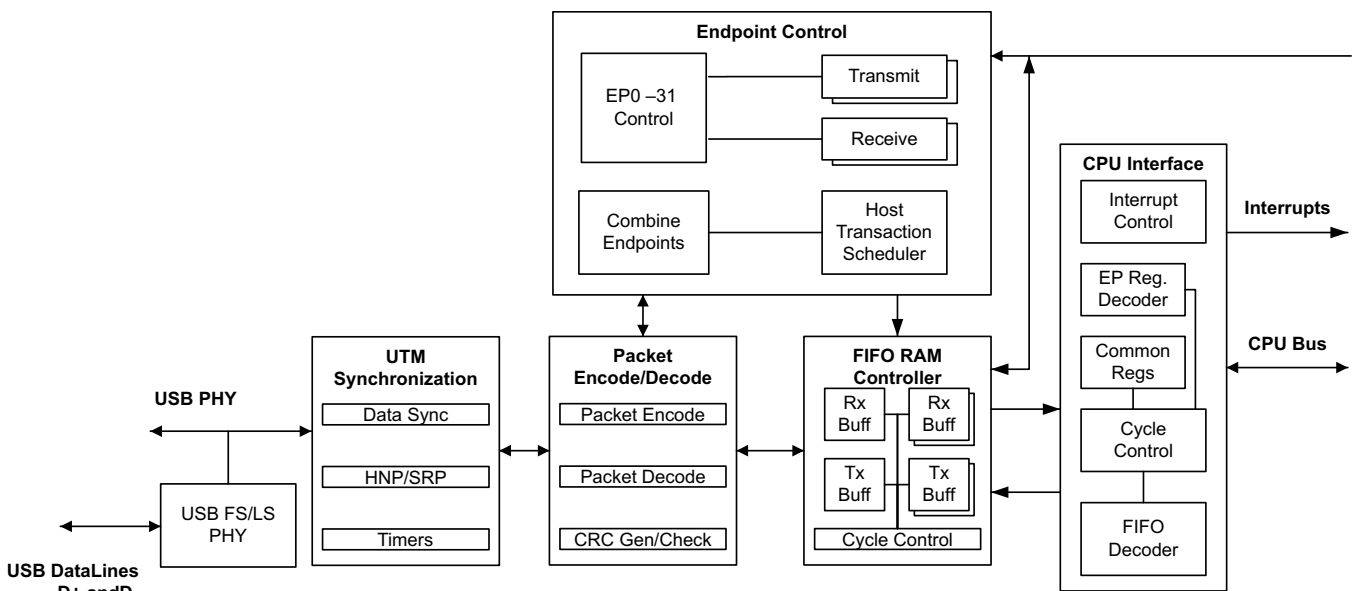 Endpoint Control
EP0 –31
Control
Transmit
Receive
Combine
Endpoints
Host
Transaction
Scheduler
CPU Interface
Interrupt
Control
EP Reg.
Decoder
Common
Regs
Cycle
Control
FIFO
Decoder
Interrupts
CPU Bus
UTM
Synchronization
Data Sync
HNP/SRP
Timers
Packet
Encode/Decode
Packet Encode
Packet Decode
CRC Gen/Check
FIFO RAM
Controller
Rx
Buff
Rx
Buff
Tx
Buff
Tx
Buff
Cycle Control
USB PHY
USB FS/LS
PHY
USB DataLines
D+ andD-